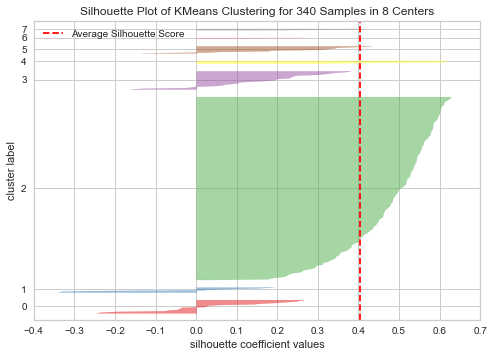 Silhouette Plot of KMeans Clustering for 340 Samples in 8 Centers
Average Silhouette Score
cluster label
7
6
5
4
3
2
1
0
−0.4 −0.3 −0.2 −0.1 0.0 0.1 0.2 0.3 0.4 0.5 0.6 0.7
silhouette coefficient values